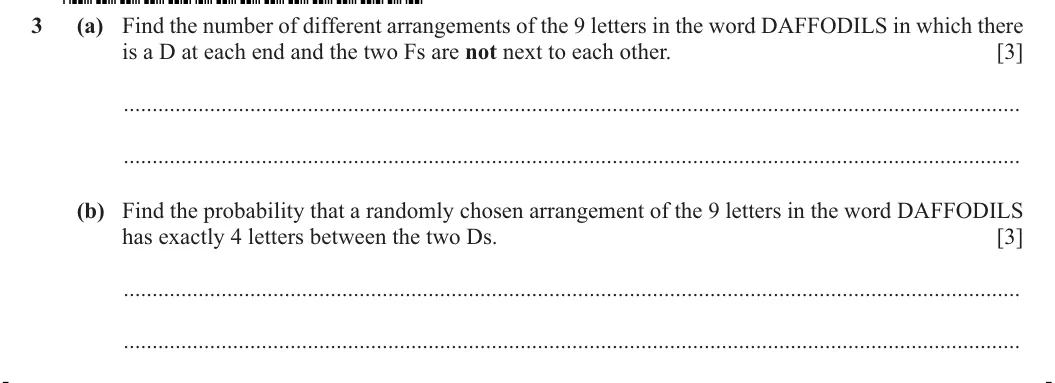 3 (a) Find the number of different arrangements of the 9 letters in the word DAFFODILS in which there
is a D at each end and the two Fs are not next to each other. [3]
(b) Find the probability that a randomly chosen arrangement of the 9 letters in the word DAFFODILS
has exactly 4 letters between the two Ds. [3]